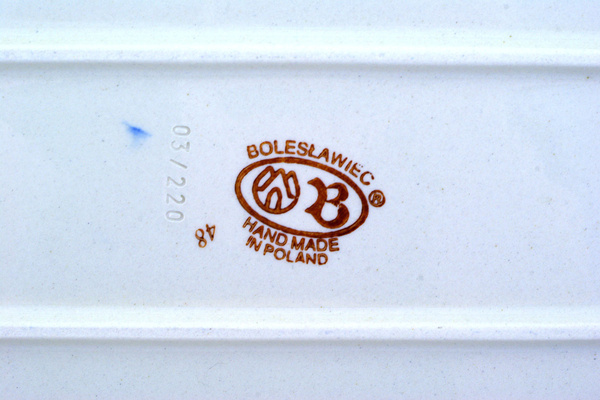 03/220
48
BOLESŁAWIEC ®
B
HAND MADE
IN POLAND